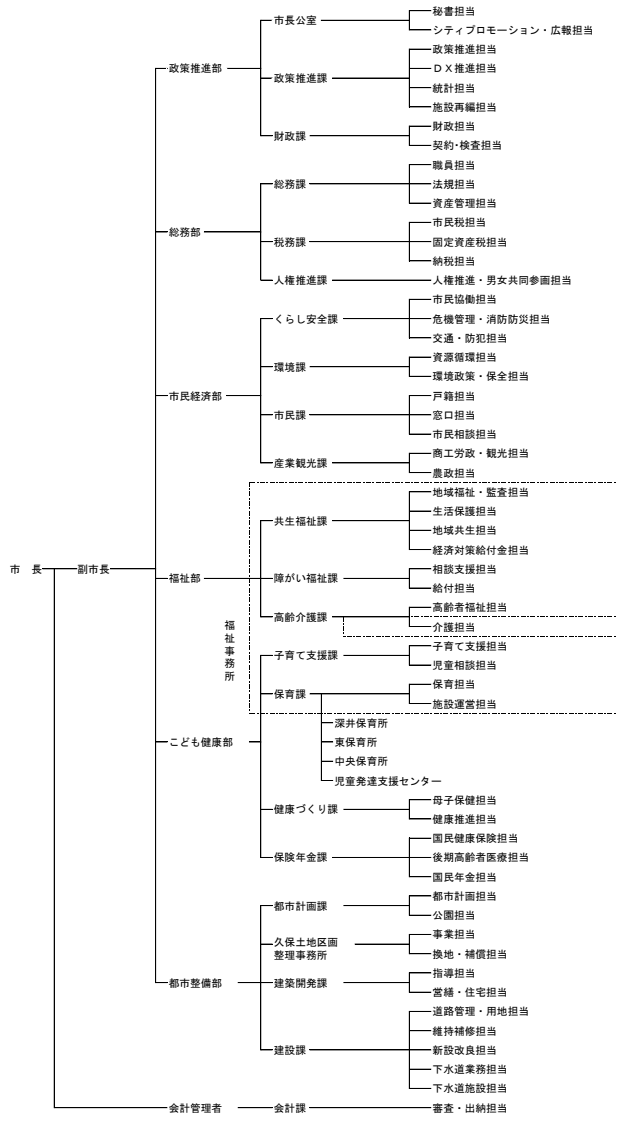 市長公室
秘書担当
シティプロモーション・広報担当
政策推進部
政策推進課
政策推進担当
DX推進担当
統計担当
施設再編担当
財政課
財政担当
契約・検査担当
総務部
総務課
職員担当
法規担当
資産管理担当
税務課
市民税担当
固定資産税担当
納税担当
人権推進課
人権推進・男女共同参画担当
市民経済部
くらし安全課
市民協働担当
危機管理・消防防災担当
交通・防犯担当
環境課
資源循環担当
環境政策・保全担当
市民課
戸籍担当
窓口担当
市民相談担当
産業観光課
商工労政・観光担当
農政担当
市　長
副市長
福祉部
福祉事務所
共生福祉課
地域福祉・監査担当
生活保護担当
地域共生担当
経済対策給付金担当
障がい福祉課
相談支援担当
給付担当
高齢介護課
高齢者福祉担当
介護担当
こども健康部
子育て支援課
子育て支援担当
児童相談担当
保育課
保育担当
施設運営担当
深井保育所
東保育所
中央保育所
児童発達支援センター
健康づくり課
母子保健担当
健康推進担当
保険年金課
国民健康保険担当
後期高齢者医療担当
国民年金担当
都市整備部
都市計画課
都市計画担当
公園担当
久保土地区画
整理事務所
事業担当
換地・補償担当
建築開発課
指導担当
営繕・住宅担当
建設課
道路管理・用地担当
維持補修担当
新設改良担当
下水道業務担当
下水道施設担当
会計管理者
会計課
審査・出納担当